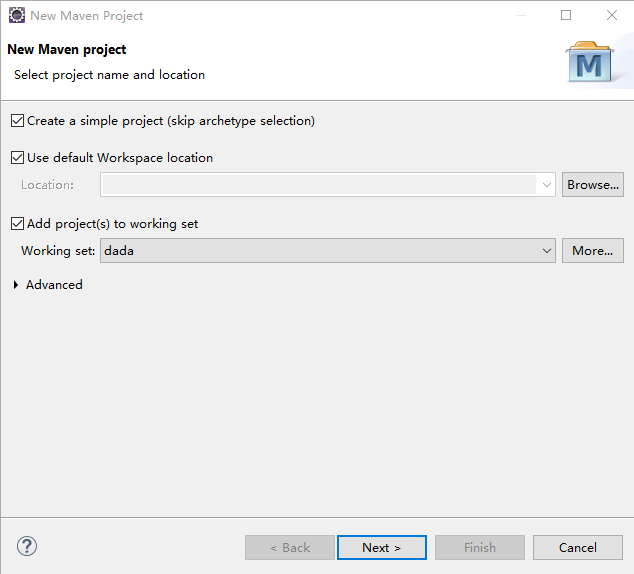 New Maven Project
New Maven project
Select project name and location
M
Create a simple project (skip archetype selection)
Use default Workspace location
Location:
Browse...
Add project(s) to working set
Working set: dada More...
Advanced
? < Back Next > Finish Cancel